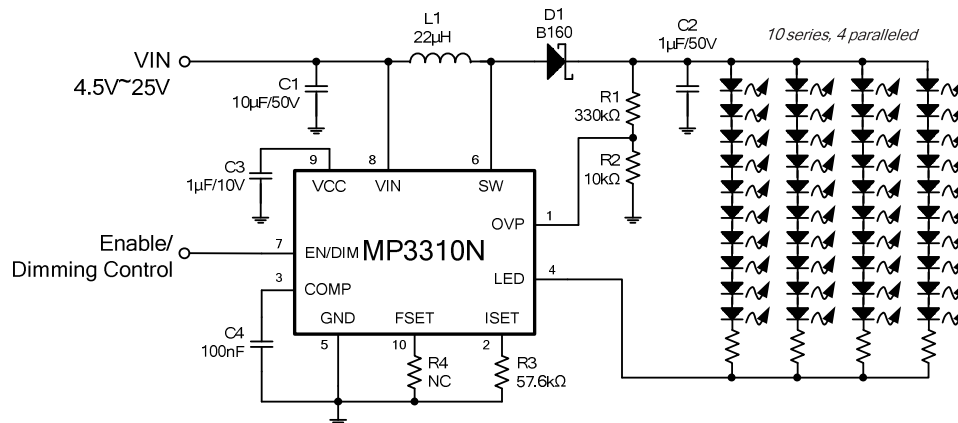 L1
22µH
D1
B160
C2
1µF/50V
10 series, 4 paralleled
VIN
4.5V~25V
C1
10µF/50V
R1
330kΩ
R2
10kΩ
C3
1µF/10V
9
8
6
VCC
VIN
SW
OVP
1
Enable/
Dimming Control
7
EN/DIM
MP3310N
LED
4
3
COMP
C4
100nF
GND
FSET
ISET
5
10
2
R4
NC
R3
57.6kΩ